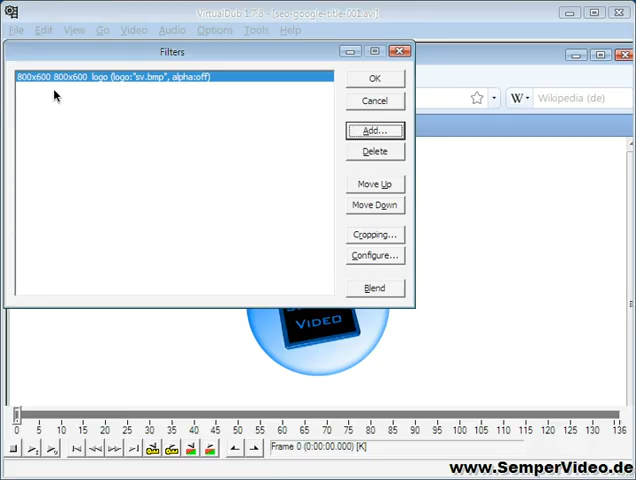 VirtualDub 1.7.8 - [seo-google-title-001.avi]
File Edit View Go Video Audio Options Tools Help
Filters
800x600 800x600 logo (logo:"sv.bmp", alpha:off)
OK
Cancel
Add...
Delete
Move Up
Move Down
Cropping...
Configure...
Blend
W Wikipedia (de)
VIDEO
0 5 10 15 20 25 30 35 40 45 50 55 60 65 70 75 80 85 90 95 100 105 110 115 120 125 136
Frame 0 (0:00:00.000) [K]
www.SemperVideo.de